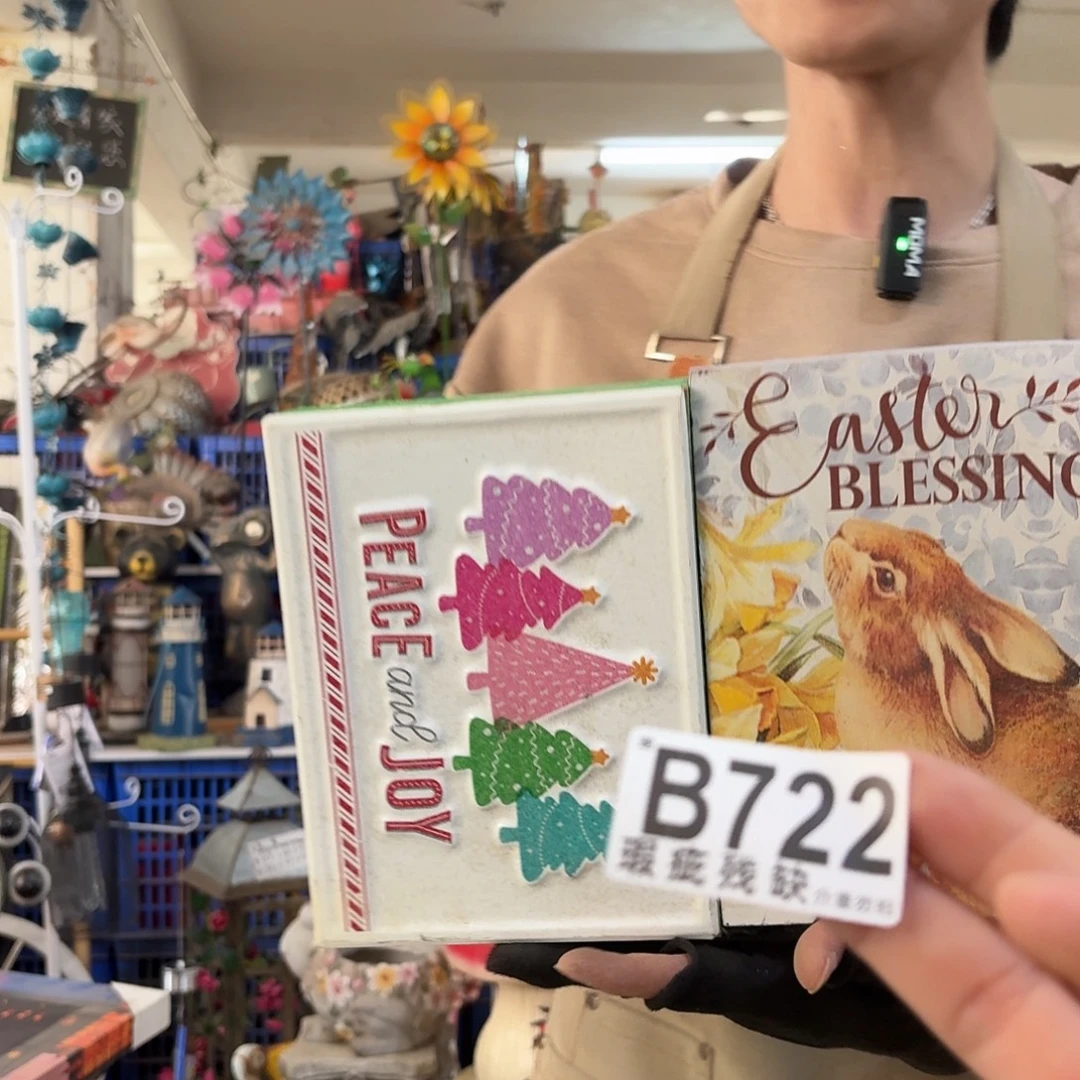 Easter
BLESSING
PEACE and JOY
B722
瑕疵残缺
MOMA